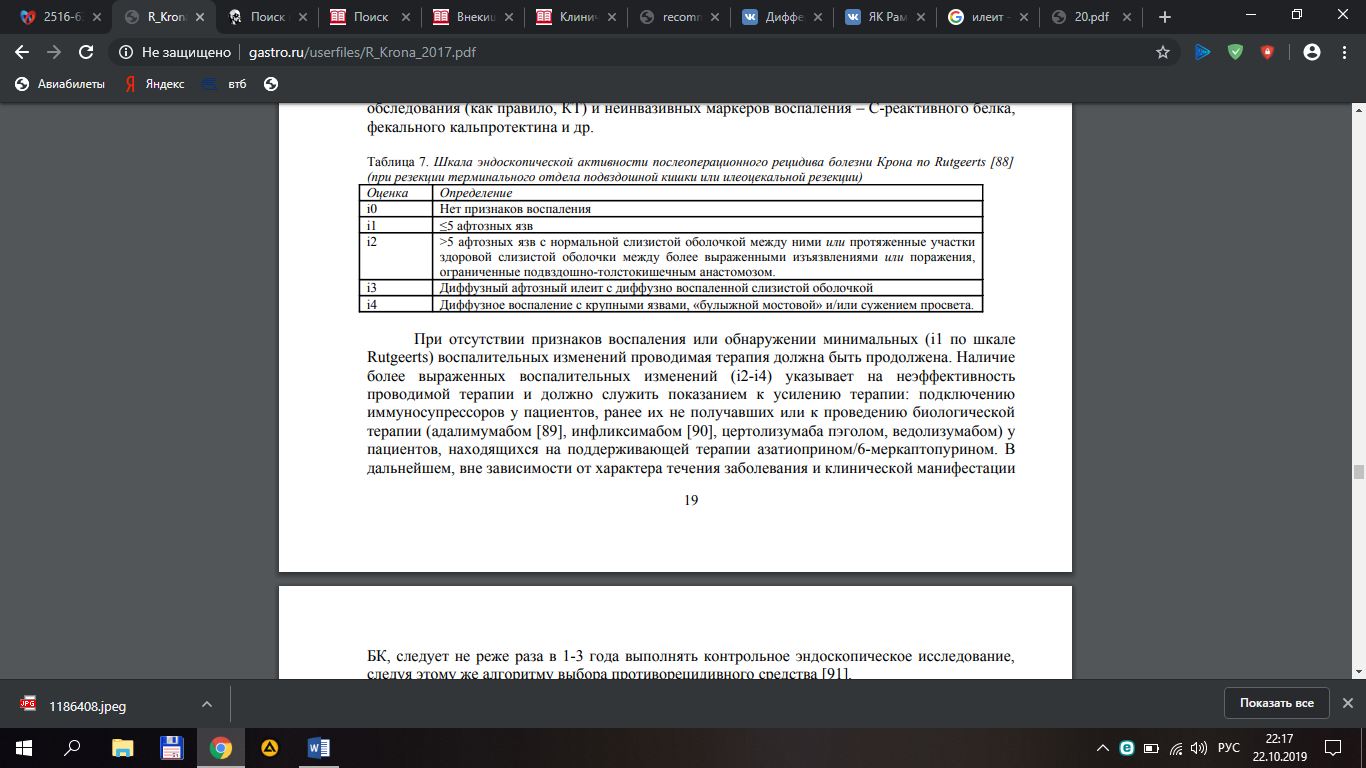 2516-6
R_Krona
Поиск
Поиск
Внеки
Клинич
recomm
Диффе
ЯК Рам
илеит -
20.pdf
Не защищено | gastro.ru/userfiles/R_Krona_2017.pdf
Авиабилеты
Яндекс
втб
обследования (как правило, КТ) и неинвазивных маркеров воспаления – С-реактивного белка,
фекального кальпротектина и др.
Таблица 7. Шкала эндоскопической активности послеоперационного рецидива болезни Крона по Rutgeerts [88]
(при резекции терминального отдела подвздошной кишки или илеоцекальной резекции)
Оценка Определение
i0 Нет признаков воспаления
i1 ≤5 афтозных язв
i2 >5 афтозных язв с нормальной слизистой оболочкой между ними или протяженные участки
здоровой слизистой оболочки между более выраженными изъязвлениями или поражения,
ограниченные подвздошно-толстокишечным анастомозом.
i3 Диффузный афтозный илеит с диффузно воспаленной слизистой оболочкой
i4 Диффузное воспаление с крупными язвами, «булыжной мостовой» и/или сужением просвета.
При отсутствии признаков воспаления или обнаружении минимальных (i1 по шкале
Rutgeerts) воспалительных изменений проводимая терапия должна быть продолжена. Наличие
более выраженных воспалительных изменений (i2-i4) указывает на неэффективность
проводимой терапии и должно служить показанием к усилению терапии: подключению
иммуносупрессоров у пациентов, ранее их не получавших или к проведению биологической
терапии (адалимумабом [89], инфликсимабом [90], цертолизумаба пэголом, ведолизумабом) у
пациентов, находящихся на поддерживающей терапии азатиоприном/6-меркаптопурином. В
дальнейшем, вне зависимости от характера течения заболевания и клинической манифестации
19
БК, следует не реже раза в 1-3 года выполнять контрольное эндоскопическое исследование,
следуя этому же алгоритму выбора противорецидивного средства [91].
1186408.jpeg
Показать все
РУС
22:17
22.10.2019